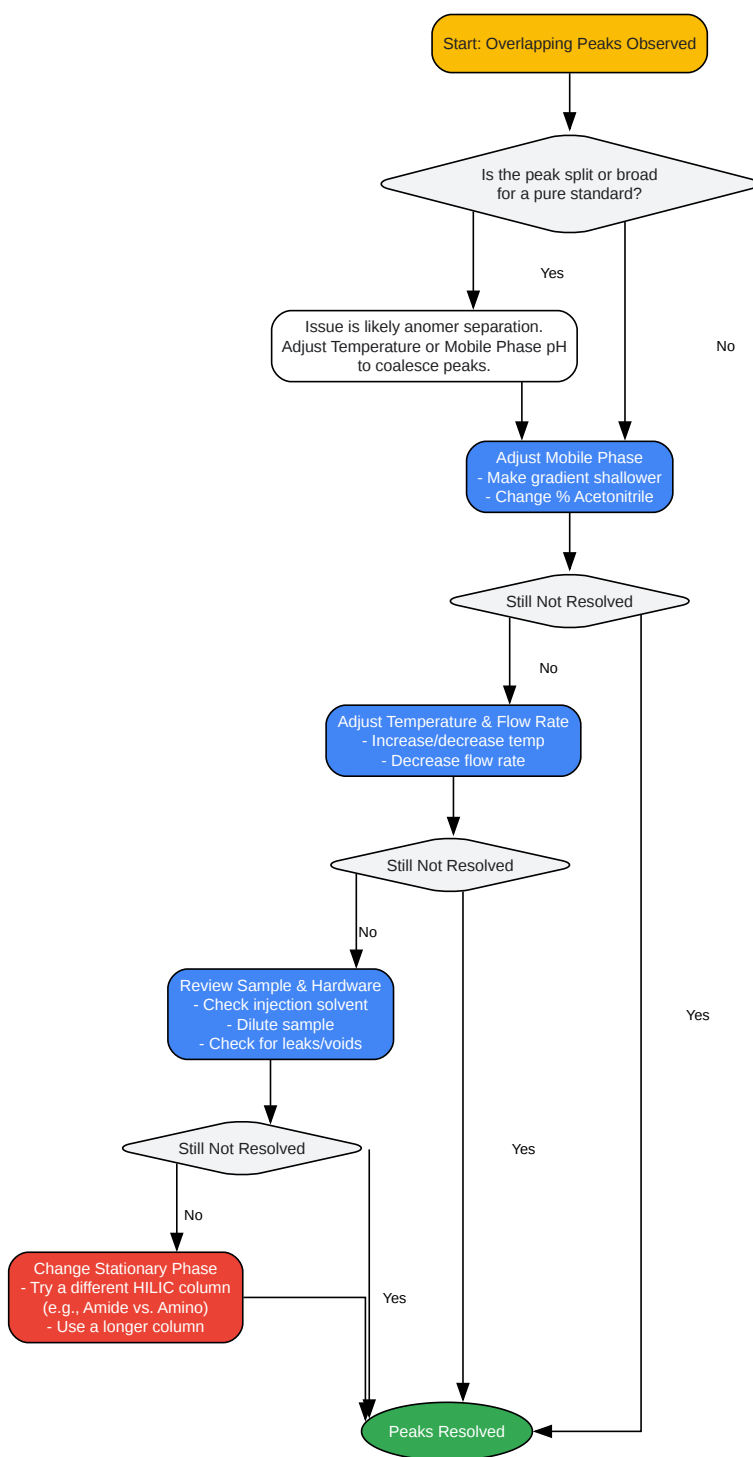 Start: Overlapping Peaks Observed
Is the peak split or broad
for a pure standard?
Yes
No
Issue is likely anomer separation.
Adjust Temperature or Mobile Phase pH
to coalesce peaks.
Adjust Mobile Phase
- Make gradient shallower
- Change % Acetonitrile
Still Not Resolved
No
Adjust Temperature & Flow Rate
- Increase/decrease temp
- Decrease flow rate
Still Not Resolved
No
Review Sample & Hardware
- Check injection solvent
- Dilute sample
- Check for leaks/voids
Yes
Still Not Resolved
Yes
No
Change Stationary Phase
- Try a different HILIC column
(e.g., Amide vs. Amino)
- Use a longer column
Yes
Peaks Resolved